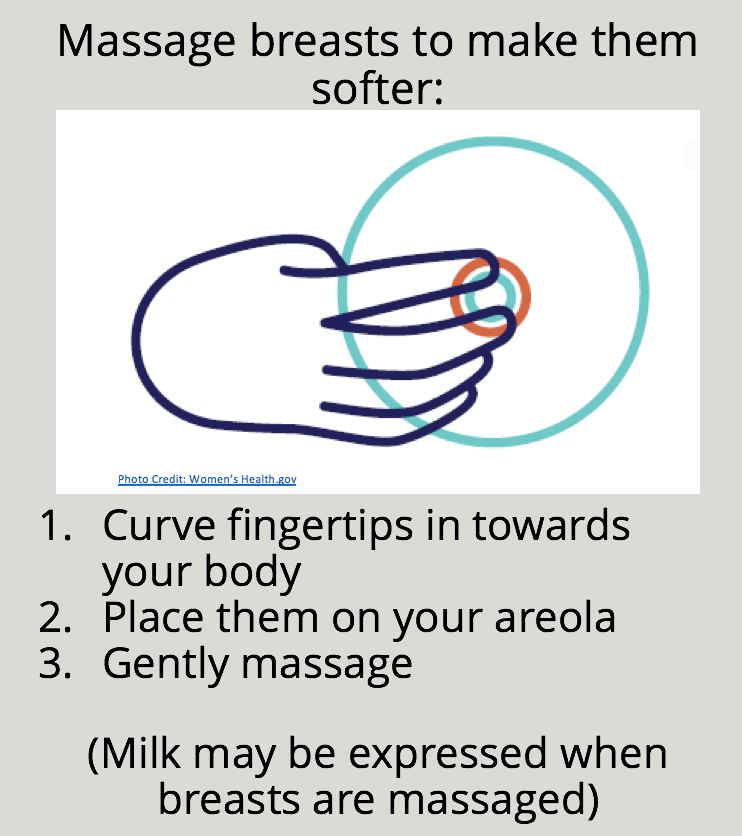 Massage breasts to make them
softer:
Photo Credit: Women's Health.gov
1. Curve fingertips in towards
your body
2. Place them on your areola
3. Gently massage
(Milk may be expressed when
breasts are massaged)